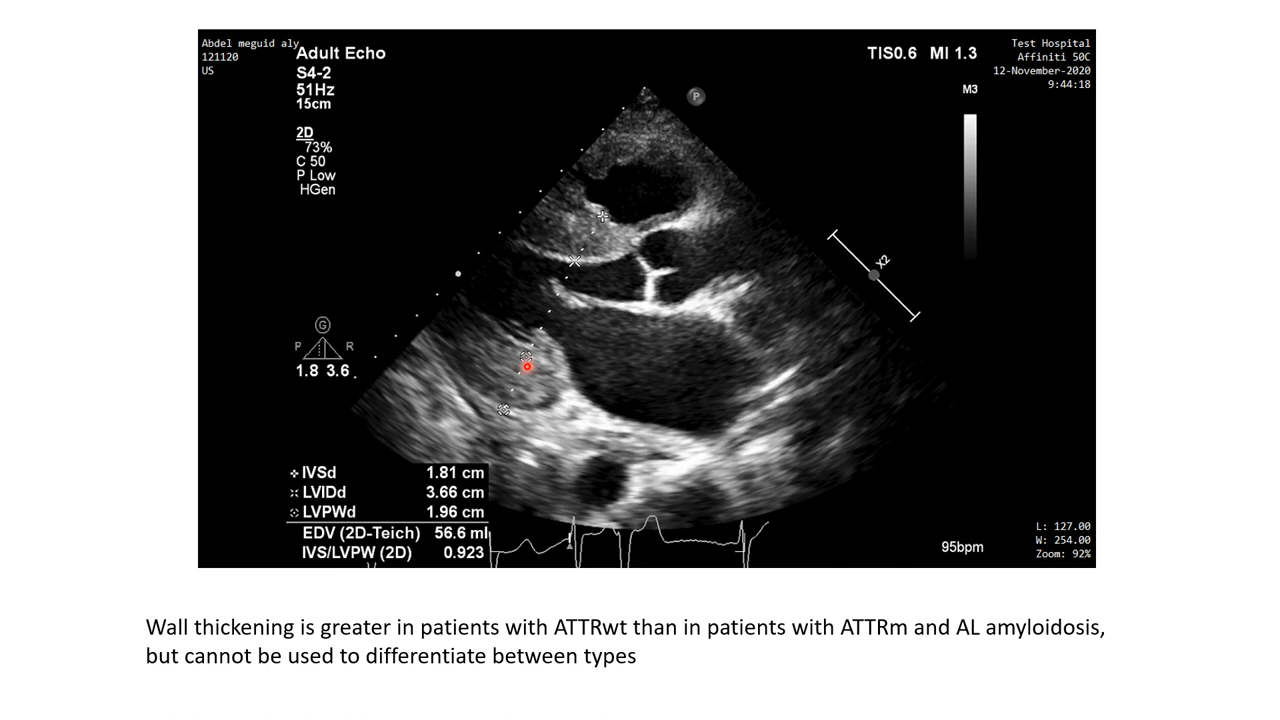 Abdel meguid aly
121120
US
Adult Echo
S4-2
51Hz
15cm
2D
73%
C 50
P Low
HGen
TIS0.6 MI 1.3
Test Hospital
Affiniti 50C
12-November-2020
9:44:18
M3
P
X2
G
P R
1.8 3.6
IVSd 1.81 cm
LVIDd 3.66 cm
LVPWd 1.96 cm
EDV (2D-Teich) 56.6 ml
IVS/LVPW (2D) 0.923
95bpm
L: 127.00
W: 254.00
Zoom: 92%
Wall thickening is greater in patients with ATTRwt than in patients with ATTRm and AL amyloidosis,
but cannot be used to differentiate between types